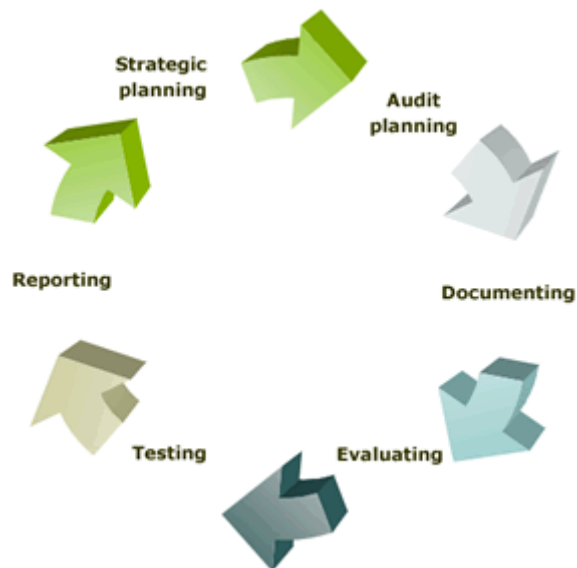 Strategic
planning
Audit
planning
Reporting
Documenting
Testing
Evaluating